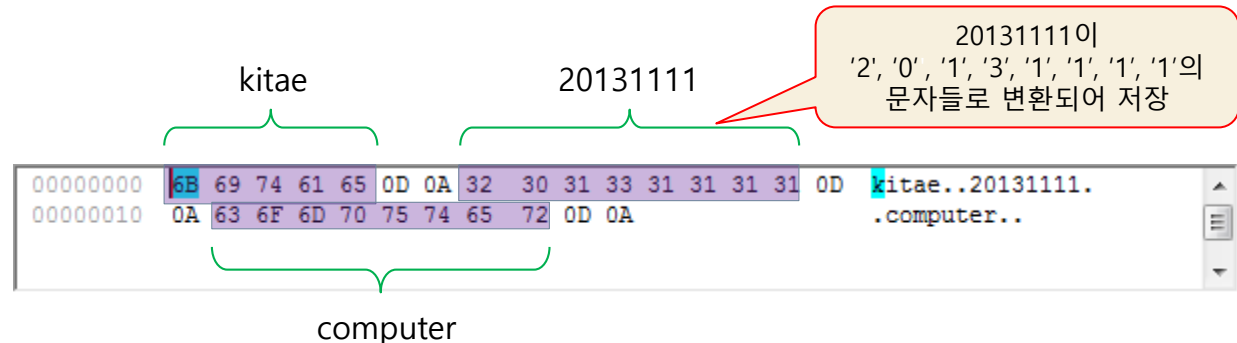 20131111이
'2', '0' , '1', '3', '1', '1', '1', '1'의
문자들로 변환되어 저장
kitae
20131111
00000000 6B 69 74 61 65 0D 0A 32 30 31 33 31 31 31 31 0D kitae..20131111.
00000010 0A 63 6F 6D 70 75 74 65 72 0D 0A .computer..
computer